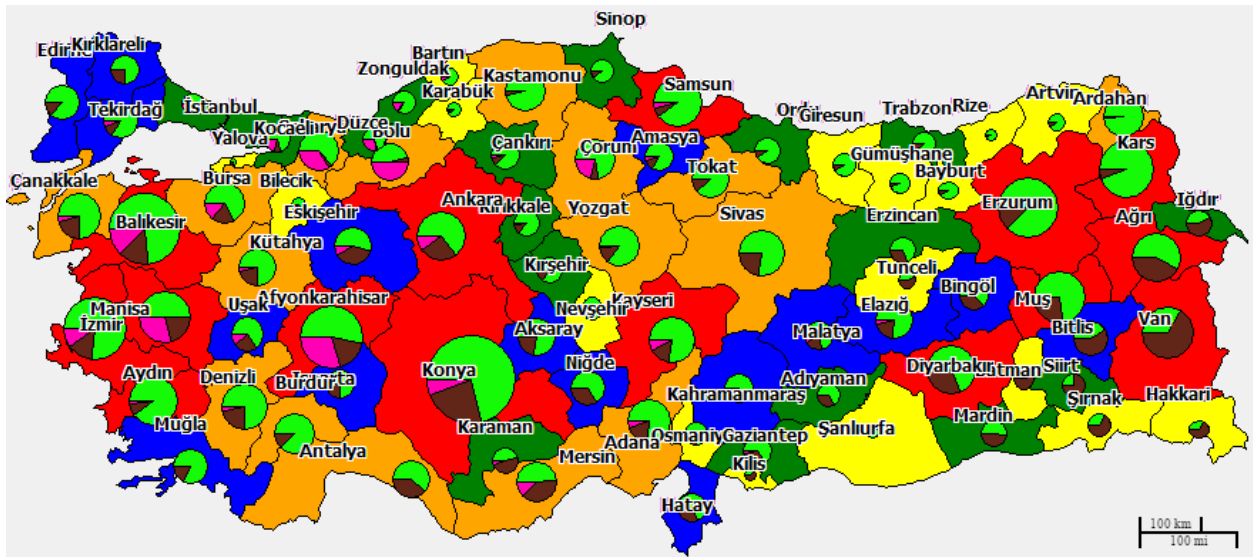 Sinop
Edirne
Kırklareli
Bartın
Zonguldak
Kastamonu
Samsun
Karabük
Tekirdağ
İstanbul
Artvin
Ardahan
Ordu
Giresun
Trabzon
Rize
Yalova
Kocaeli
Düzce
Bolu
Amasya
Kars
Çankırı
Çorum
Gümüşhane
Bayburt
Tokat
Çanakkale
Bursa
Bilecik
Ankara
Kırıkkale
Yozgat
Sivas
Erzincan
Erzurum
Iğdır
Balıkesir
Eskişehir
Ağrı
Kütahya
Kırşehir
Tunceli
Manisa
Uşak
Afyonkarahisar
Nevşehir
Kayseri
Elazığ
Bingöl
Muş
İzmir
Aksaray
Malatya
Bitlis
Van
Aydın
Denizli
Burdur
Isparta
Konya
Niğde
Diyarbakır
Batman
Siirt
Kahramanmaraş
Adıyaman
Hakkari
Muğla
Karaman
Şırnak
Antalya
Mersin
Adana
Osmaniye
Gaziantep
Şanlıurfa
Mardin
Kilis
Hatay
100 km
100 mi